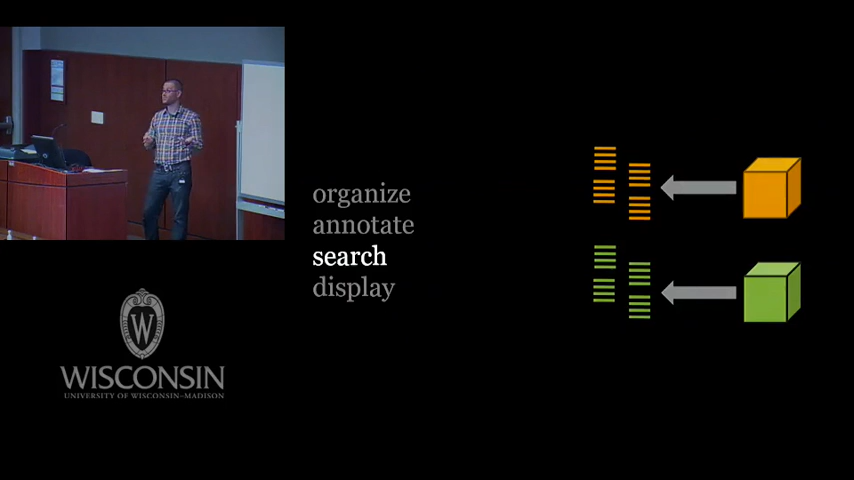 organize
annotate
search
display
W
WISCONSIN
UNIVERSITY OF WISCONSIN–MADISON